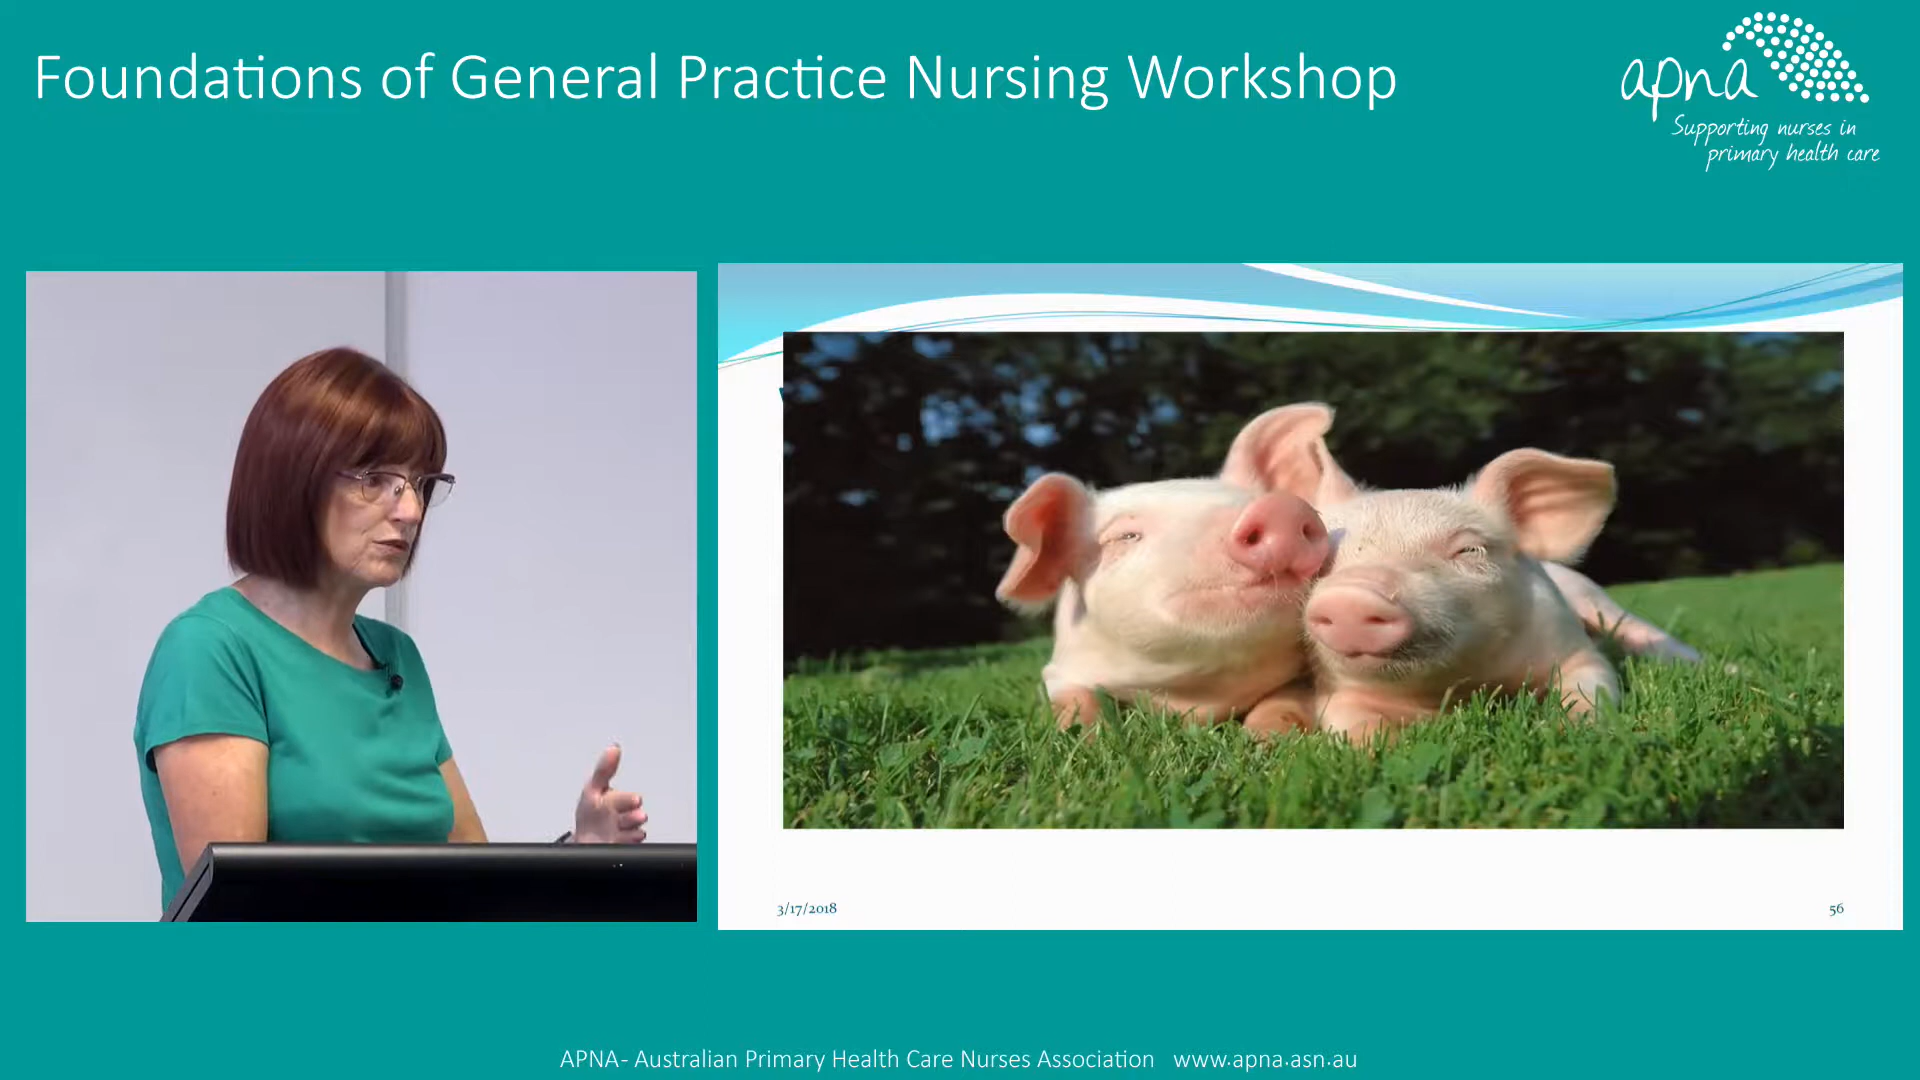 Foundations of General Practice Nursing Workshop
apna
Supporting nurses in
primary health care
3/17/2018
56
APNA- Australian Primary Health Care Nurses Association www.apna.asn.au